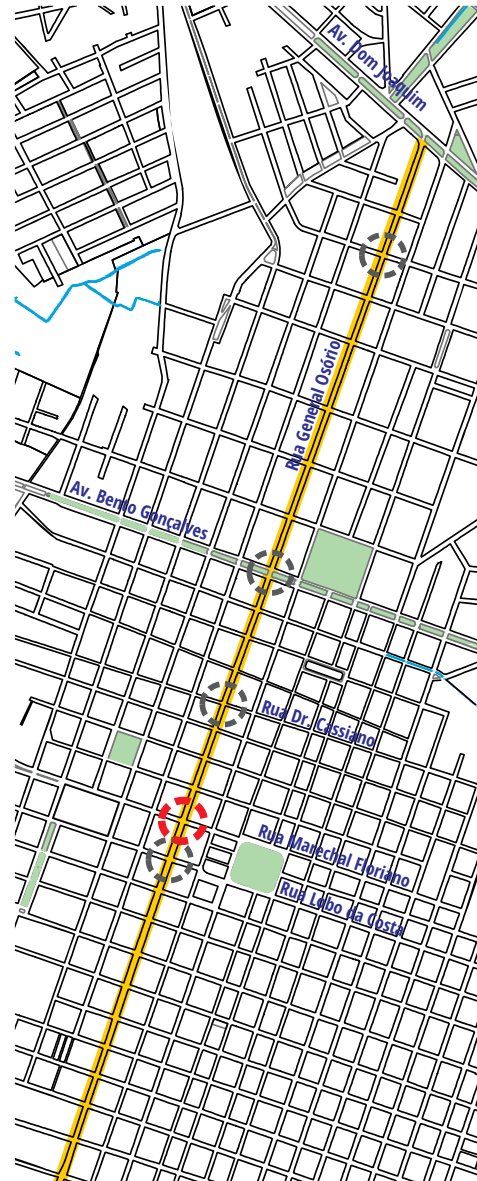 Av. Dom Joaquim
Rua General Osório
Av. Bento Gonçalves
Rua Dr. Cassiano
Rua Marechal Floriano
Rua Lobo da Costa